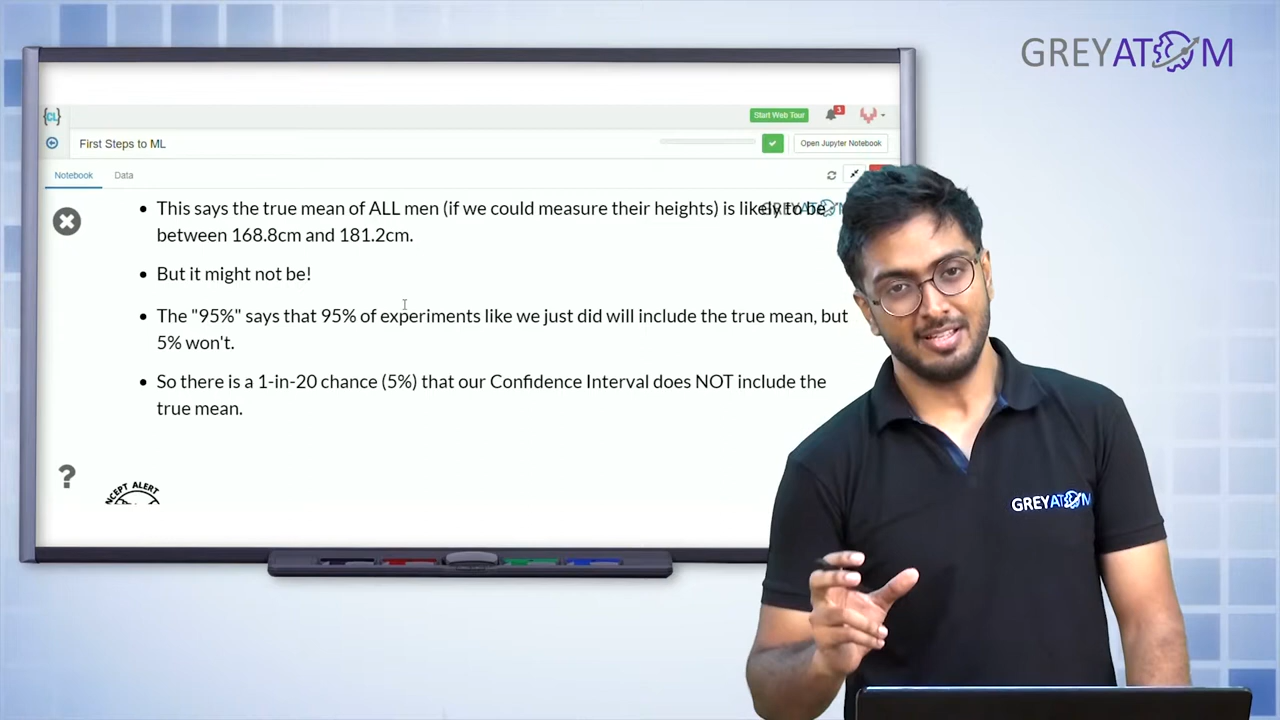 GREYATOM
{CL}
Start Web Tour
3
First Steps to ML
Open Jupyter Notebook
Notebook
Data
This says the true mean of ALL men (if we could measure their heights) is likely to be
between 168.8cm and 181.2cm.
But it might not be!
The "95%" says that 95% of experiments like we just did will include the true mean, but
5% won't.
So there is a 1-in-20 chance (5%) that our Confidence Interval does NOT include the
true mean.
?
ALERT
GREYATOM